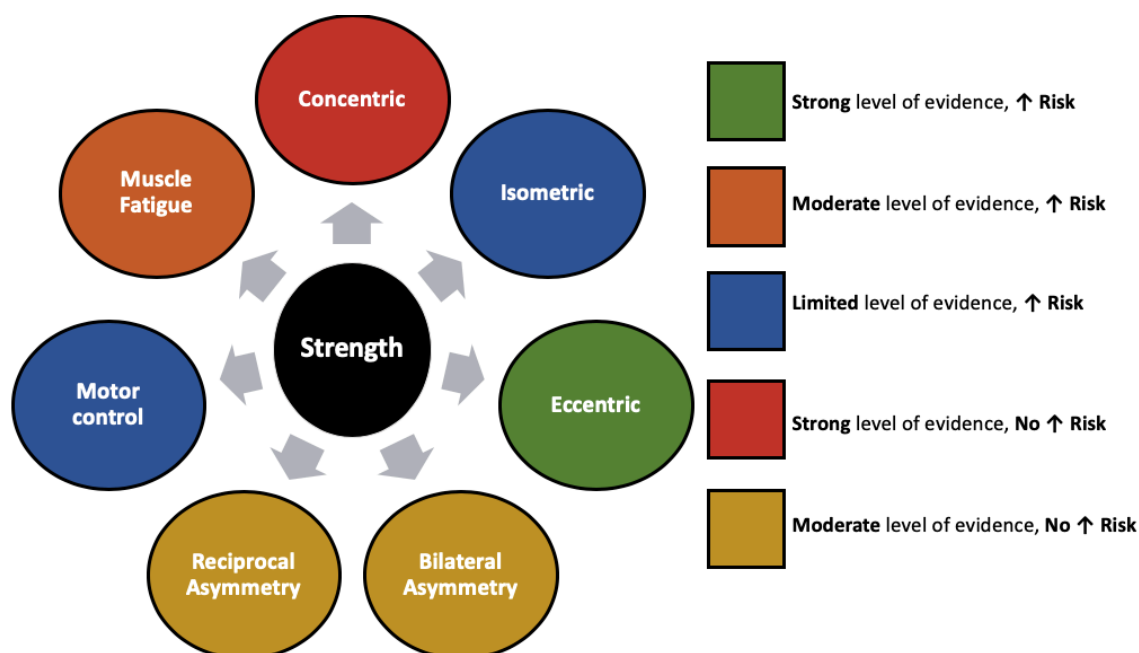 Concentric
Isometric
Eccentric
Bilateral
Asymmetry
Reciprocal
Asymmetry
Motor
control
Muscle
Fatigue
Strength
Strong level of evidence, ↑ Risk
Moderate level of evidence, ↑ Risk
Limited level of evidence, ↑ Risk
Strong level of evidence, No ↑ Risk
Moderate level of evidence, No ↑ Risk